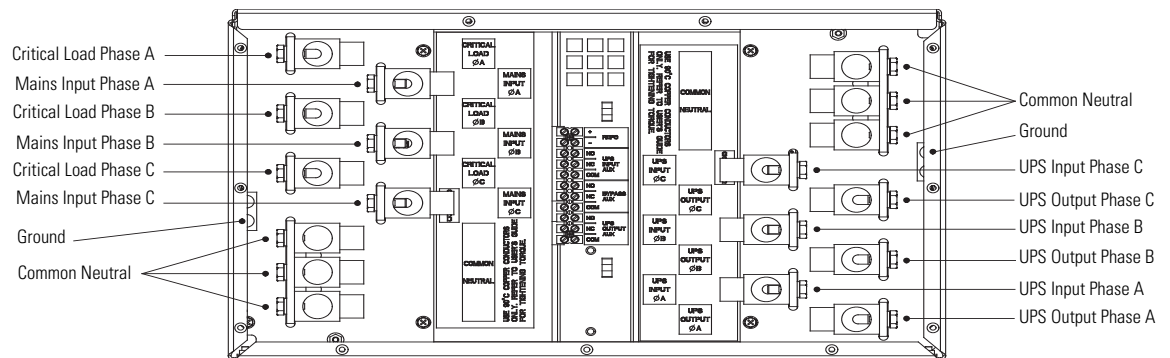 Critical Load Phase A
Mains Input Phase A
Critical Load Phase B
Mains Input Phase B
Critical Load Phase C
Mains Input Phase C
Ground
Common Neutral
CRITICAL
LOAD
ØA
MAINS
INPUT
ØA
CRITICAL
LOAD
ØB
MAINS
INPUT
ØB
CRITICAL
LOAD
ØC
MAINS
INPUT
ØC
COMMON
NEUTRAL
USE 90°C COPPER CONDUCTORS
ONLY. REFER TO USER'S GUIDE
FOR TIGHTENING TORQUE.
+
REPO
-
NO
UPS
NC
INPUT
AUX
COM
NO
BYPASS
NC
AUX
COM
NO
UPS
NC
OUTPUT
AUX
COM
USE 90°C COPPER CONDUCTORS
ONLY. REFER TO USER'S GUIDE
FOR TIGHTENING TORQUE.
COMMON
NEUTRAL
UPS
INPUT
ØC
UPS
OUTPUT
ØC
UPS
INPUT
ØB
UPS
OUTPUT
ØB
UPS
INPUT
ØA
UPS
OUTPUT
ØA
Common Neutral
Ground
UPS Input Phase C
UPS Output Phase C
UPS Input Phase B
UPS Output Phase B
UPS Input Phase A
UPS Output Phase A